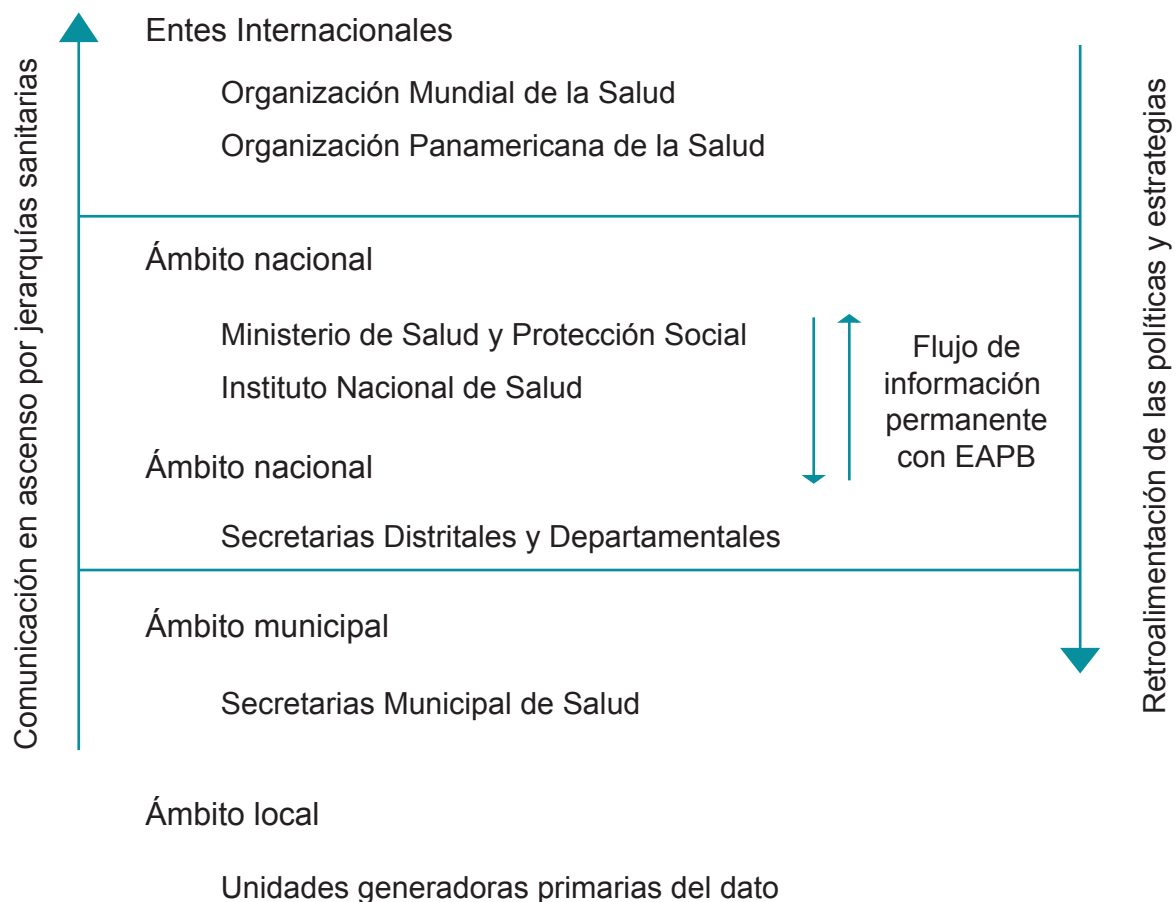 Comunicación en ascenso por jerarquías sanitarias
Entes Internacionales
Organización Mundial de la Salud
Organización Panamericana de la Salud
Ámbito nacional
Ministerio de Salud y Protección Social
Instituto Nacional de Salud
Ámbito nacional
Secretarias Distritales y Departamentales
Flujo de
información
permanente
con EAPB
Ámbito municipal
Secretarias Municipal de Salud
Ámbito local
Unidades generadoras primarias del dato
Retroalimentación de las políticas y estrategias